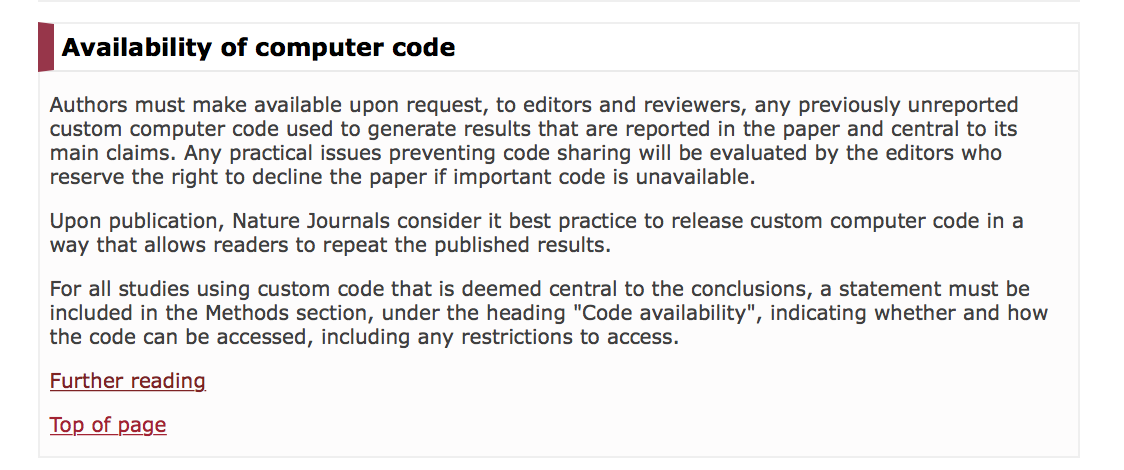 Availability of computer code
Authors must make available upon request, to editors and reviewers, any previously unreported
custom computer code used to generate results that are reported in the paper and central to its
main claims. Any practical issues preventing code sharing will be evaluated by the editors who
reserve the right to decline the paper if important code is unavailable.
Upon publication, Nature Journals consider it best practice to release custom computer code in a
way that allows readers to repeat the published results.
For all studies using custom code that is deemed central to the conclusions, a statement must be
included in the Methods section, under the heading "Code availability", indicating whether and how
the code can be accessed, including any restrictions to access.
Further reading
Top of page